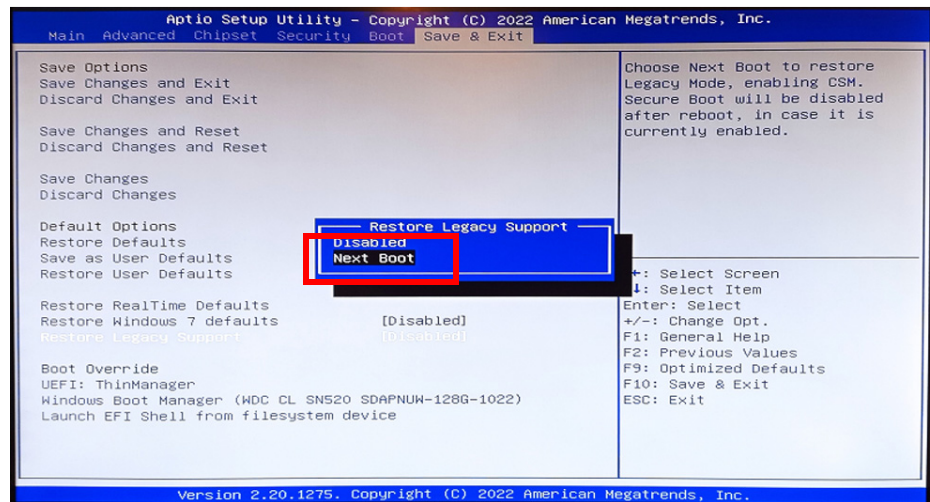 Aptio Setup Utility – Copyright (C) 2022 American Megatrends, Inc.
Main Advanced Chipset Security Boot Save & Exit
Save Options
Save Changes and Exit
Discard Changes and Exit
Save Changes and Reset
Discard Changes and Reset
Save Changes
Discard Changes
Default Options
Restore Defaults
Save as User Defaults
Restore User Defaults
Restore RealTime Defaults
Restore Windows 7 defaults [Disabled]
Restore Legacy Support [Disabled]
Boot Override
UEFI: ThinManager
Windows Boot Manager (WDC CL SN520 SDAPNUW-128G-1022)
Launch EFI Shell from filesystem device
Restore Legacy Support
Disabled
Next Boot
Choose Next Boot to restore
Legacy Mode, enabling CSM.
Secure Boot will be disabled
after reboot, in case it is
currently enabled.
: Select Screen
: Select Item
Enter: Select
+/-: Change Opt.
F1: General Help
F2: Previous Values
F9: Optimized Defaults
F10: Save & Exit
ESC: Exit
Version 2.20.1275. Copyright (C) 2022 American Megatrends, Inc.